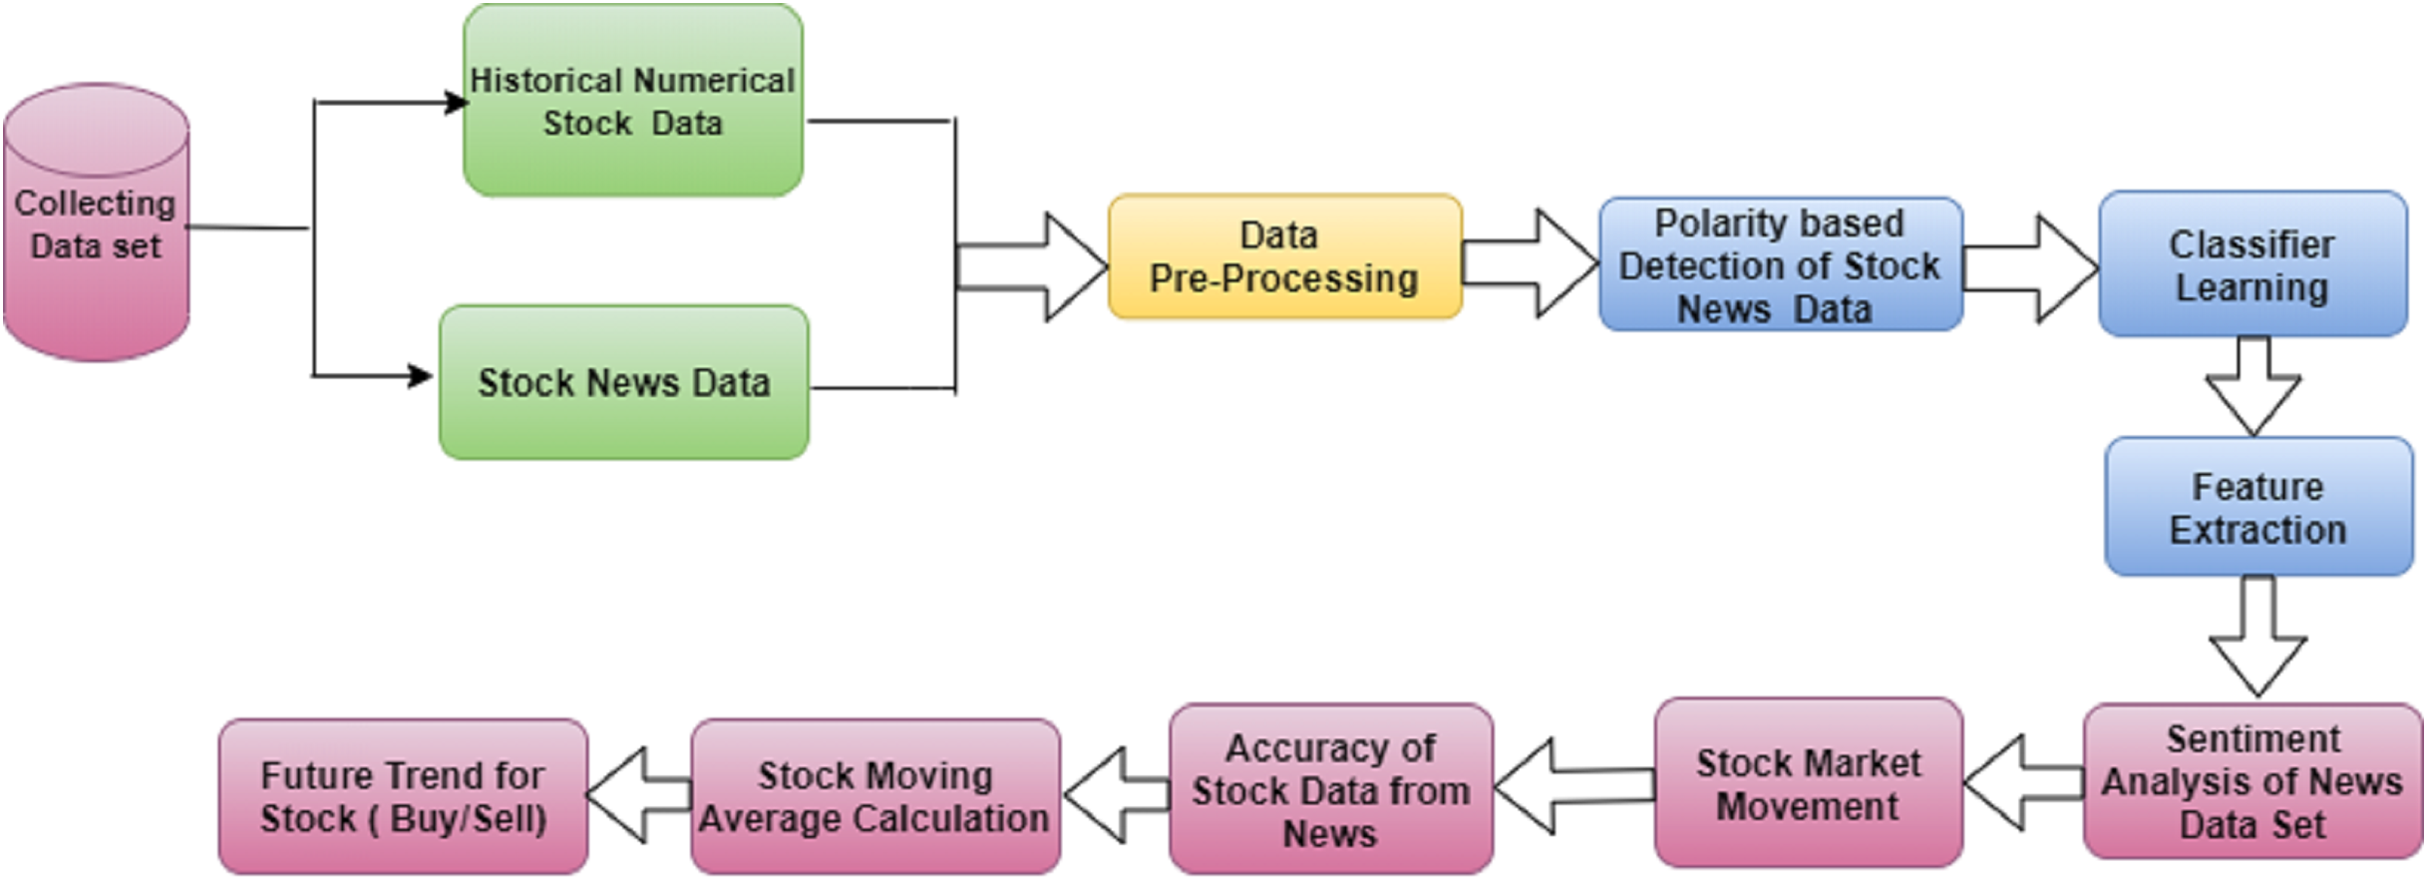 Collecting
Data set
Historical Numerical
Stock Data
Stock News Data
Data
Pre-Processing
Polarity based
Detection of Stock
News Data
Classifier
Learning
Feature
Extraction
Sentiment
Analysis of News
Data Set
Stock Market
Movement
Accuracy of
Stock Data from
News
Stock Moving
Average Calculation
Future Trend for
Stock ( Buy/Sell)